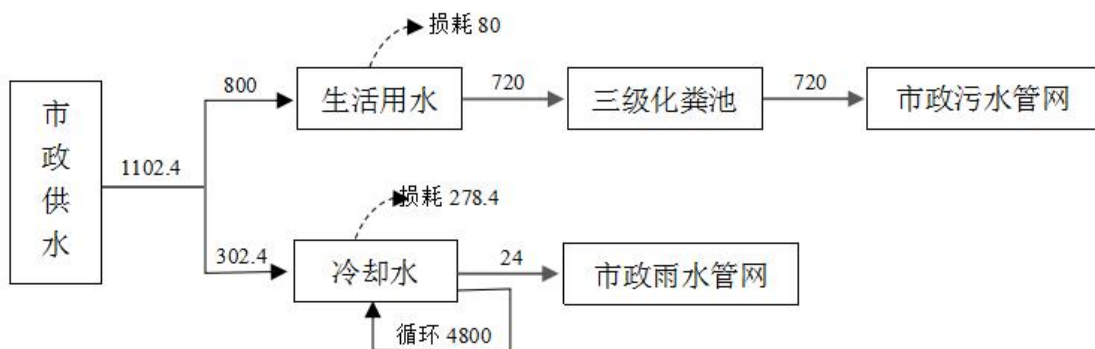 损耗 80
800
生活用水
720
三级化粪池
720
市政污水管网
市
政
供
水
1102.4
损耗 278.4
302.4
冷却水
24
市政雨水管网
循环 4800